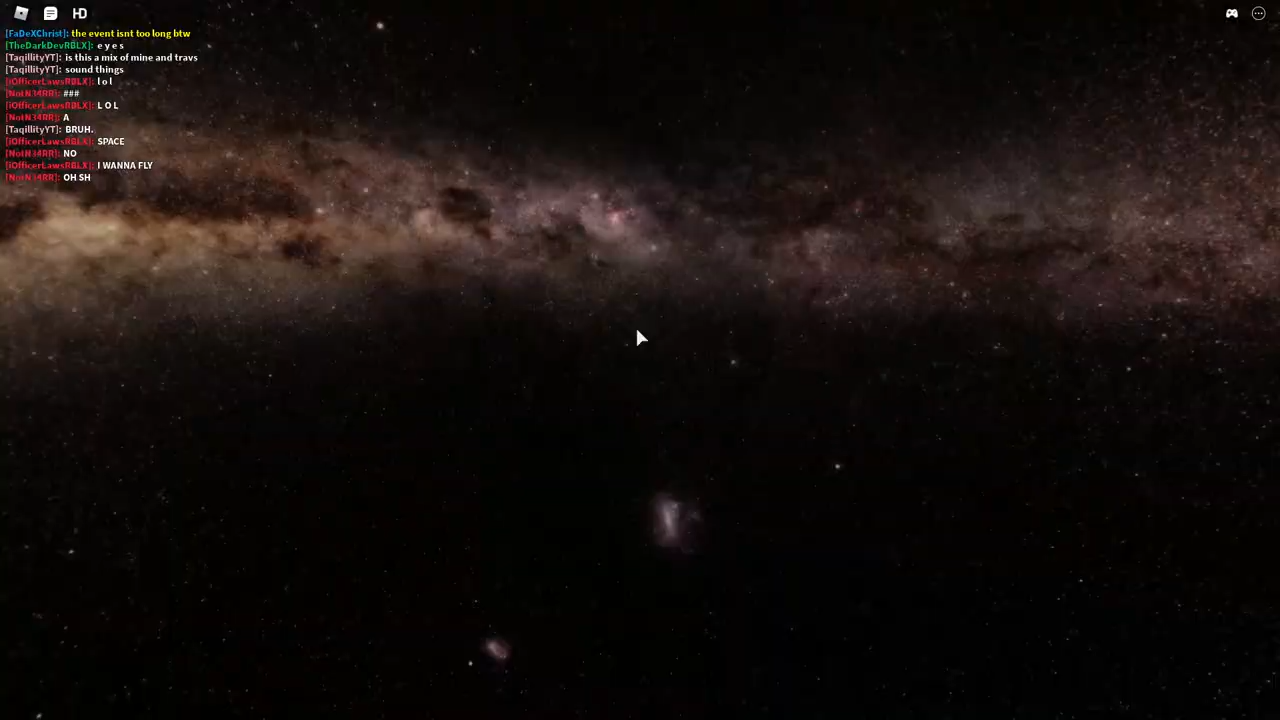 HD
[FaDeXChrist]: the event isnt too long btw
[TheDarkDevRBLX]: e y e s
[TaqillityYT]: is this a mix of mine and travs
[TaqillityYT]: sound things
[iOfficerLawsRBLX]: l o l
[NotN34RR]: ###
[iOfficerLawsRBLX]: L O L
[NotN34RR]: A
[TaqillityYT]: BRUH.
[iOfficerLawsRBLX]: SPACE
[NotN34RR]: NO
[iOfficerLawsRBLX]: I WANNA FLY
[NotN34RR]: OH SH